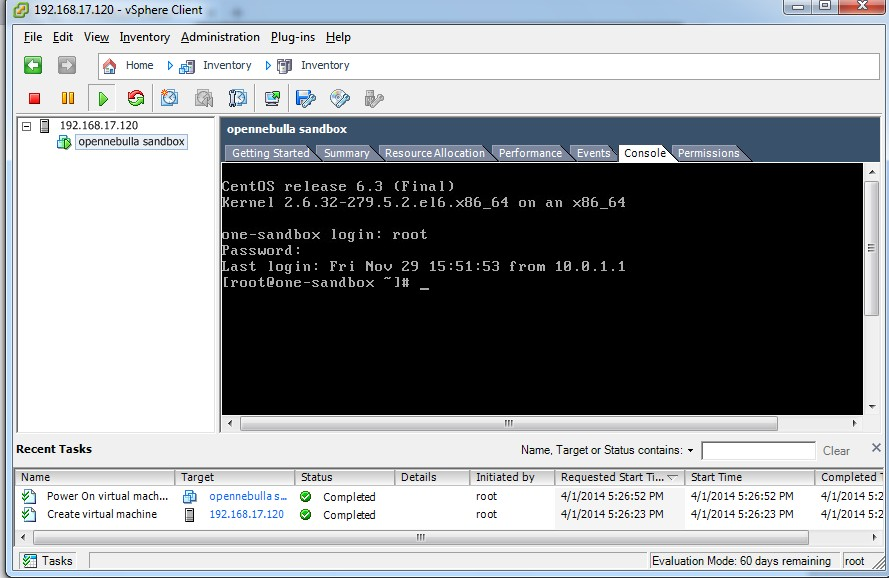 192.168.17.120 - vSphere Client
File Edit View Inventory Administration Plug-ins Help
Home Inventory Inventory
192.168.17.120
opennebulla sandbox
opennebulla sandbox
Getting Started Summary Resource Allocation Performance Events Console Permissions
CentOS release 6.3 (Final)
Kernel 2.6.32-279.5.2.el6.x86_64 on an x86_64
one-sandbox login: root
Password:
Last login: Fri Nov 29 15:51:53 from 10.0.1.1
[root@one-sandbox ~]# _
Recent Tasks Name, Target or Status contains: Clear
Name Target Status Details Initiated by Requested Start Ti... Start Time Completed T
Power On virtual mach... opennebulla s... Completed root 4/1/2014 5:26:52 PM 4/1/2014 5:26:52 PM 4/1/2014 5:2
Create virtual machine 192.168.17.120 Completed root 4/1/2014 5:26:23 PM 4/1/2014 5:26:23 PM 4/1/2014 5:2
Tasks Evaluation Mode: 60 days remaining root